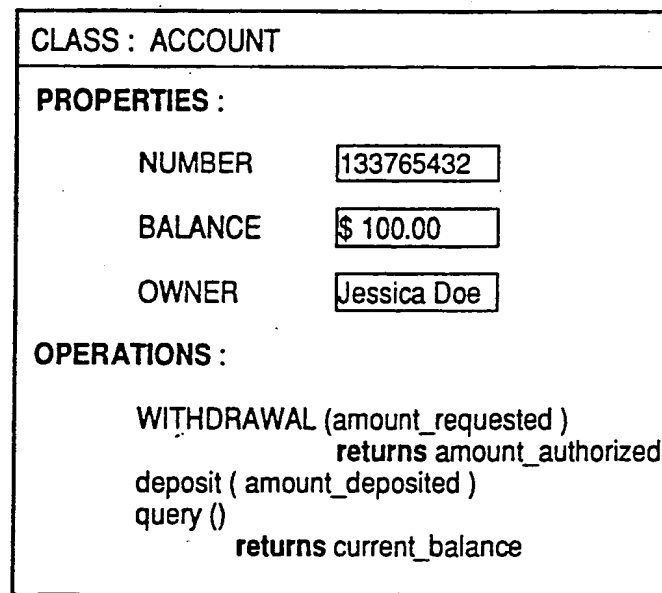 CLASS : ACCOUNT
PROPERTIES :
NUMBER 133765432
BALANCE $ 100.00
OWNER Jessica Doe
OPERATIONS :
WITHDRAWAL (amount_requested )
returns amount_authorized
deposit ( amount_deposited )
query ()
returns current_balance